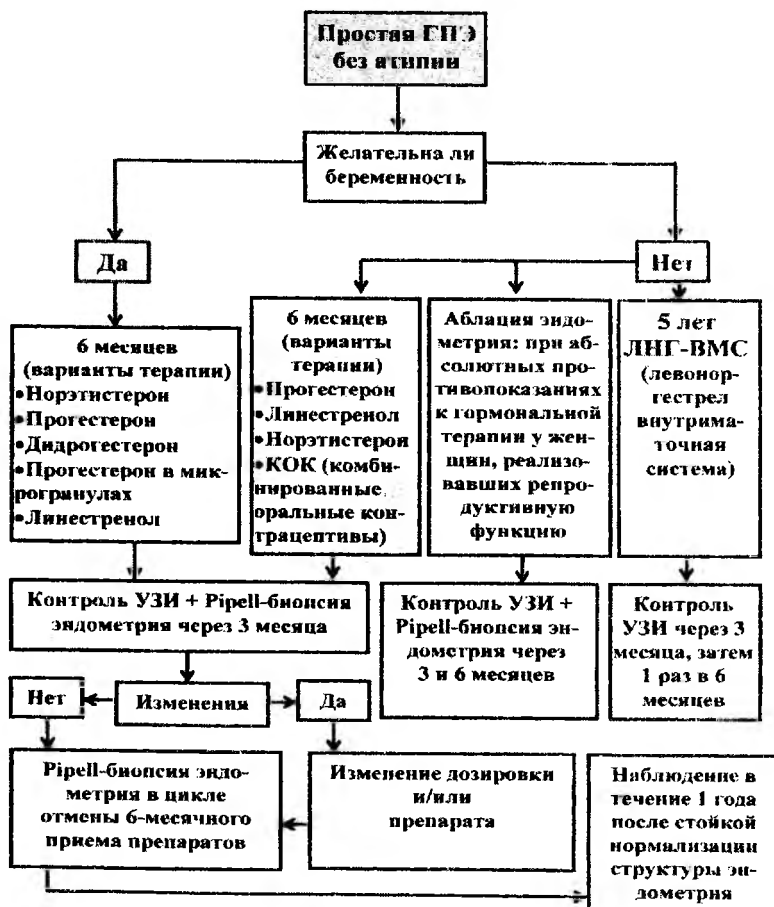 Простая ГПЭ
без атипии
Желательна ли
беременность
Да
Нет
6 месяцев
(варианты терапии)
•Норэтистерон
•Прогестерон
•Дидрогестерон
•Прогестерон в мик-
рогранулах
•Линестренол
6 месяцев
(варианты
терапии)
•Прогестерон
•Линестренол
•Норэтистерон
•КОК (комби-
нированные
оральные кон-
трацептивы)
Аблация эндо-
метрия: при аб-
солютных про-
тивопоказаниях
к гормональной
терапии у жен-
щин, реализо-
вавших репро-
дуктивную
функцию
5 лет
ЛНГ-ВМС
(левонор-
гестрел
внутрима-
точная
система)
Контроль УЗИ + Pipell-биопсия
эндометрия через 3 месяца
Контроль УЗИ +
Pipell-биопсия эн-
дометрия через
3 и 6 месяцев
Контроль
УЗИ через 3
месяца, затем
1 раз в 6
месяцев
Нет
Изменения
Да
Pipell-биопсия эндо-
метрия в цикле
отмены 6-месячного
приема препаратов
Изменение дозировки
и/или
препарата
Наблюдение в
течение 1 года
после стойкой
нормализации
структуры эн-
дометрия